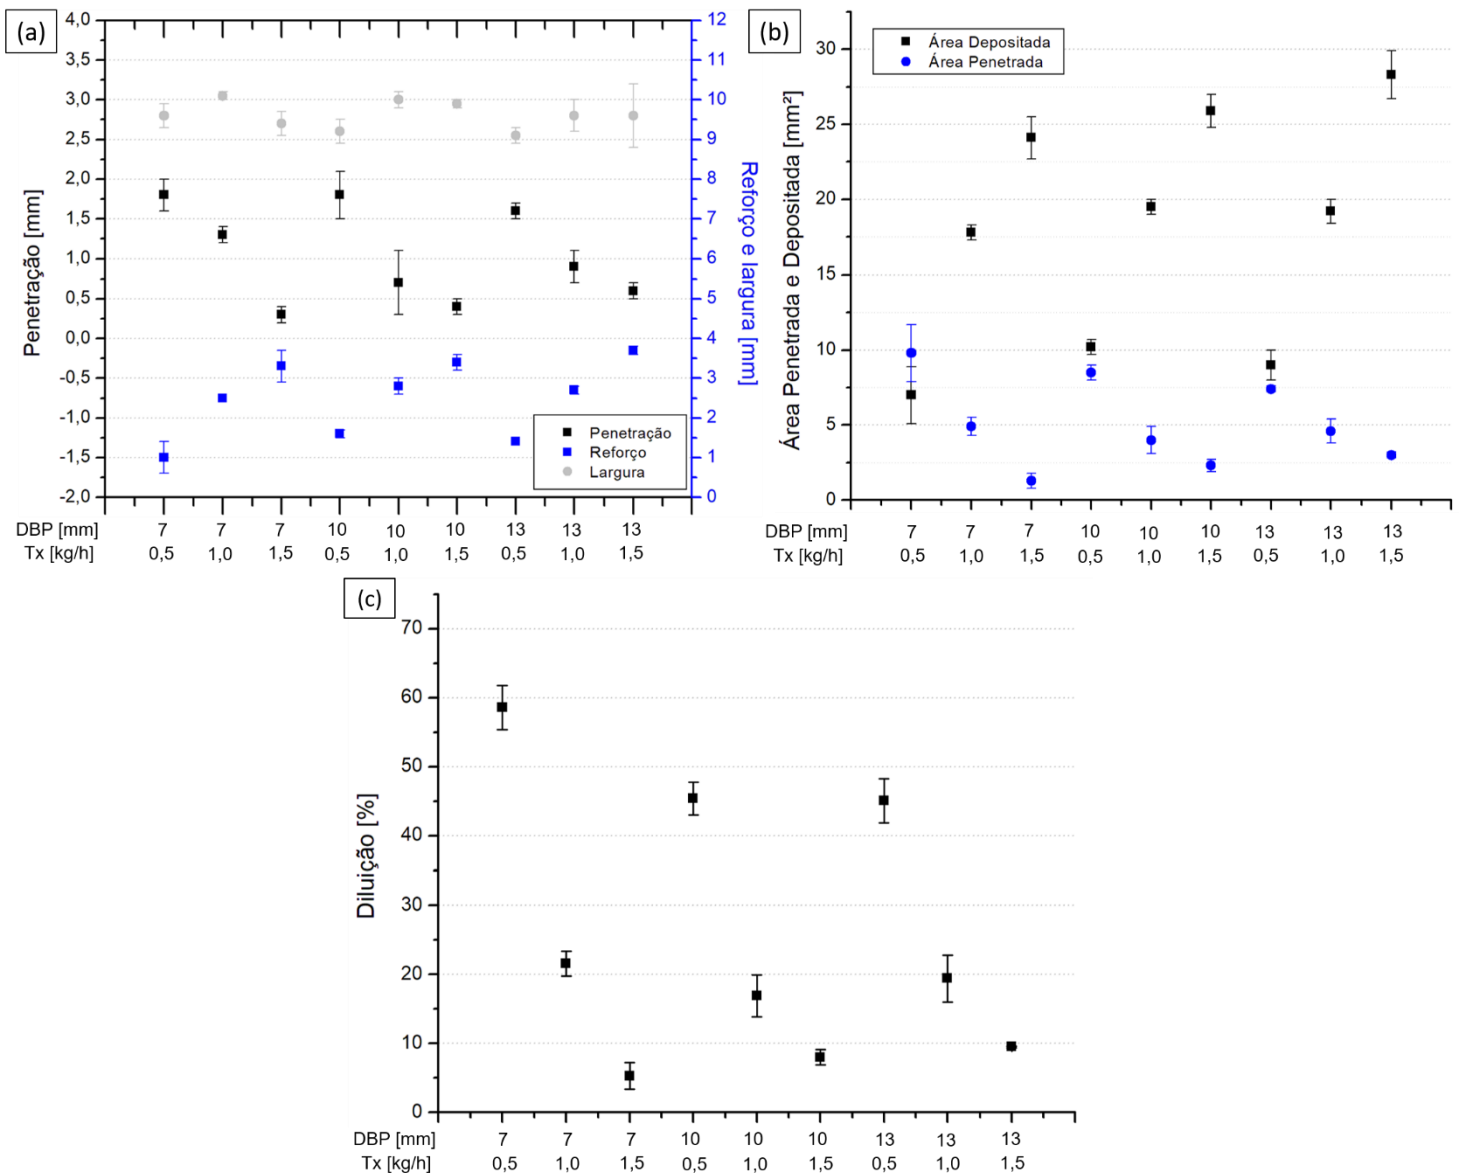 (a)
4,0
3,5
3,0
2,5
2,0
1,5
1,0
0,5
0,0
-0,5
-1,0
-1,5
-2,0
Penetração [mm]
12
11
10
9
8
7
6
5
4
3
2
1
0
Reforço e largura [mm]
Penetração
Reforço
Largura
DBP [mm] 7 7 7 10 10 10 13 13 13
Tx [kg/h] 0,5 1,0 1,5 0,5 1,0 1,5 0,5 1,0 1,5
(b)
30
25
20
15
10
5
0
Área Penetrada e Depositada [mm²]
Área Depositada
Área Penetrada
DBP [mm] 7 7 7 10 10 10 13 13 13
Tx [kg/h] 0,5 1,0 1,5 0,5 1,0 1,5 0,5 1,0 1,5
(c)
70
60
50
40
30
20
10
0
Diluição [%]
DBP [mm] 7 7 7 10 10 10 13 13 13
Tx [kg/h] 0,5 1,0 1,5 0,5 1,0 1,5 0,5 1,0 1,5